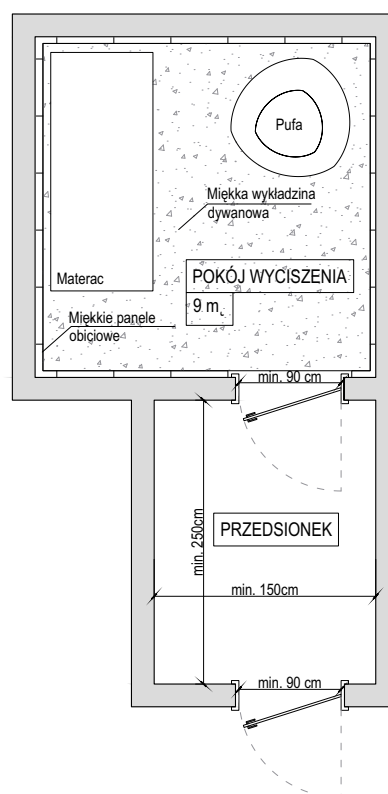 Pufa
Miękka wykładzina
dywanowa
POKÓJ WYCISZENIA
Materac
9 m
Miękkie panele
obiciowe
min. 90 cm
min. 250cm
PRZEDSIONEK
min. 150cm
min. 90 cm